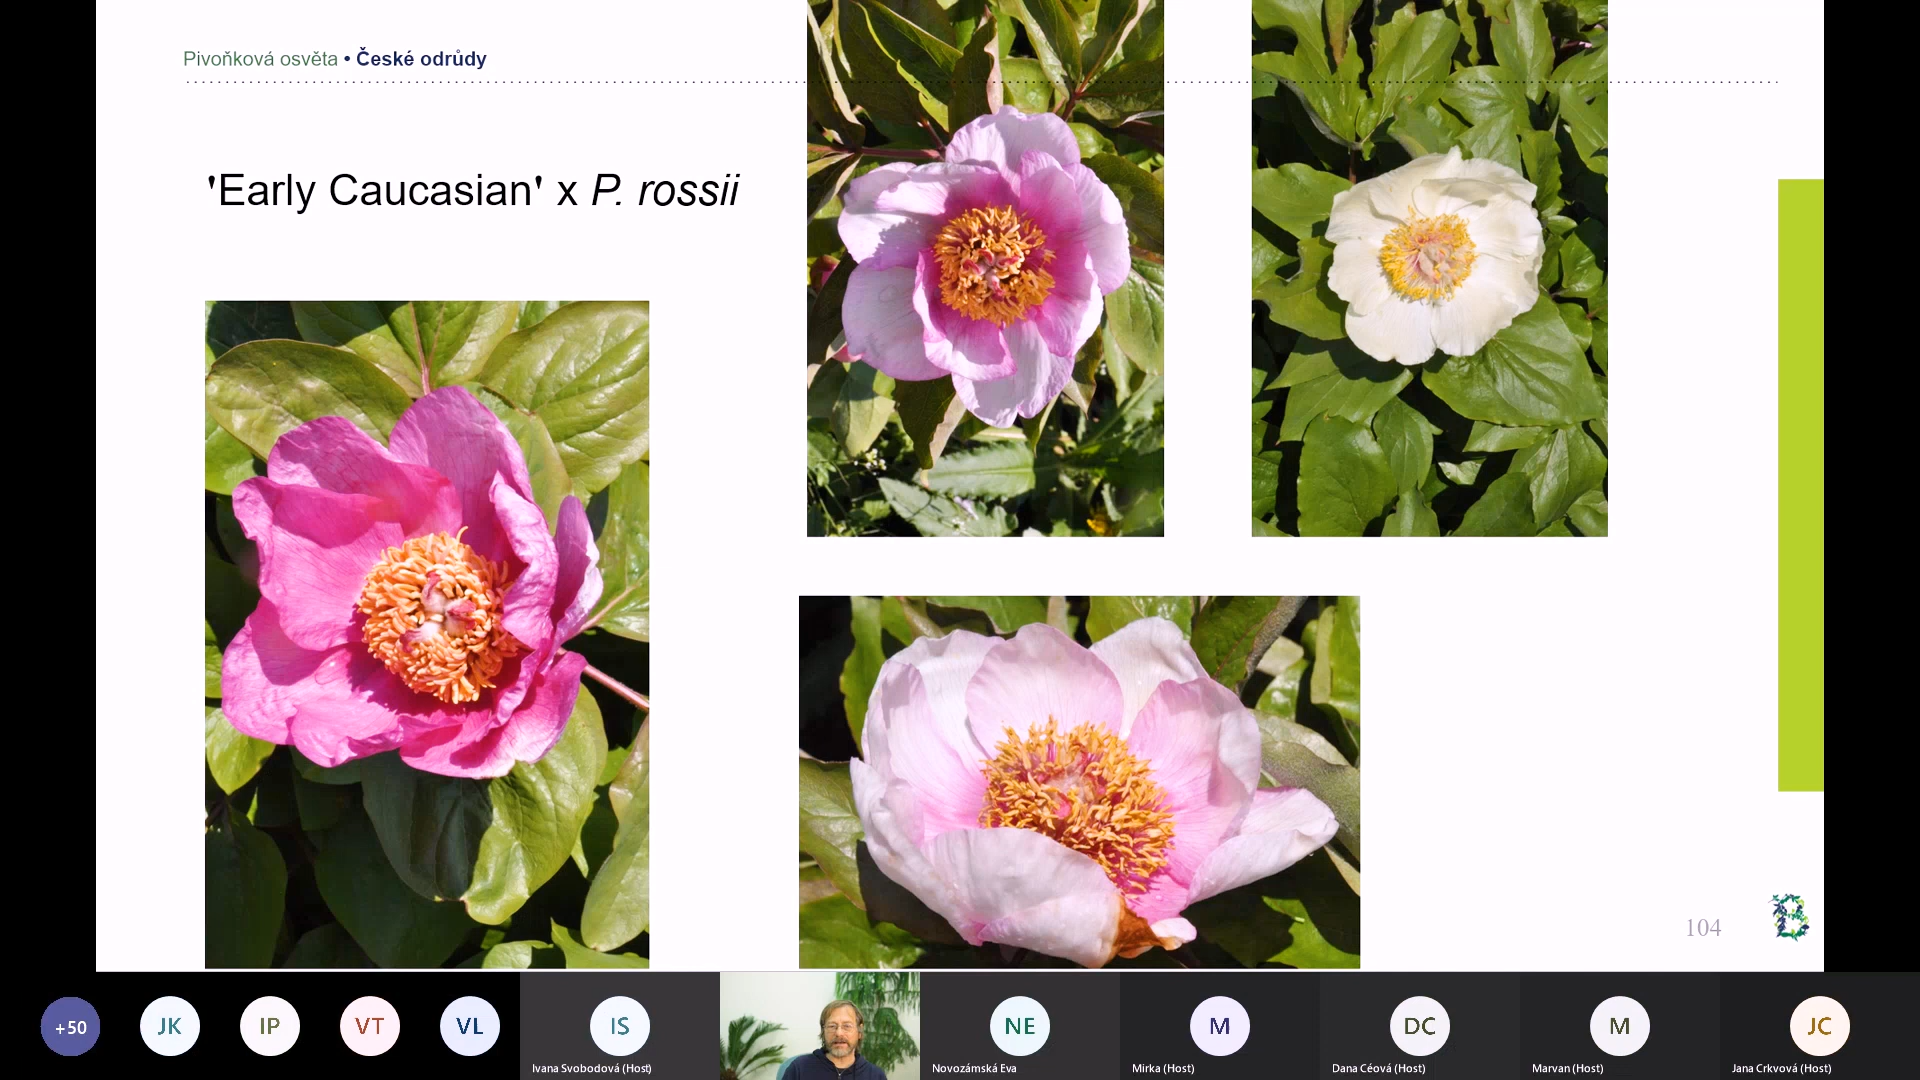 Pivoňková osvěta • České odrůdy
'Early Caucasian' x P. rossii
104
B
+50
JK
IP
VT
VL
IS
NE
M
DC
M
JC
Ivana Svobodová (Host)
Novozámská Eva
Mirka (Host)
Dana Céová (Host)
Marvan (Host)
Jana Crkvová (Host)